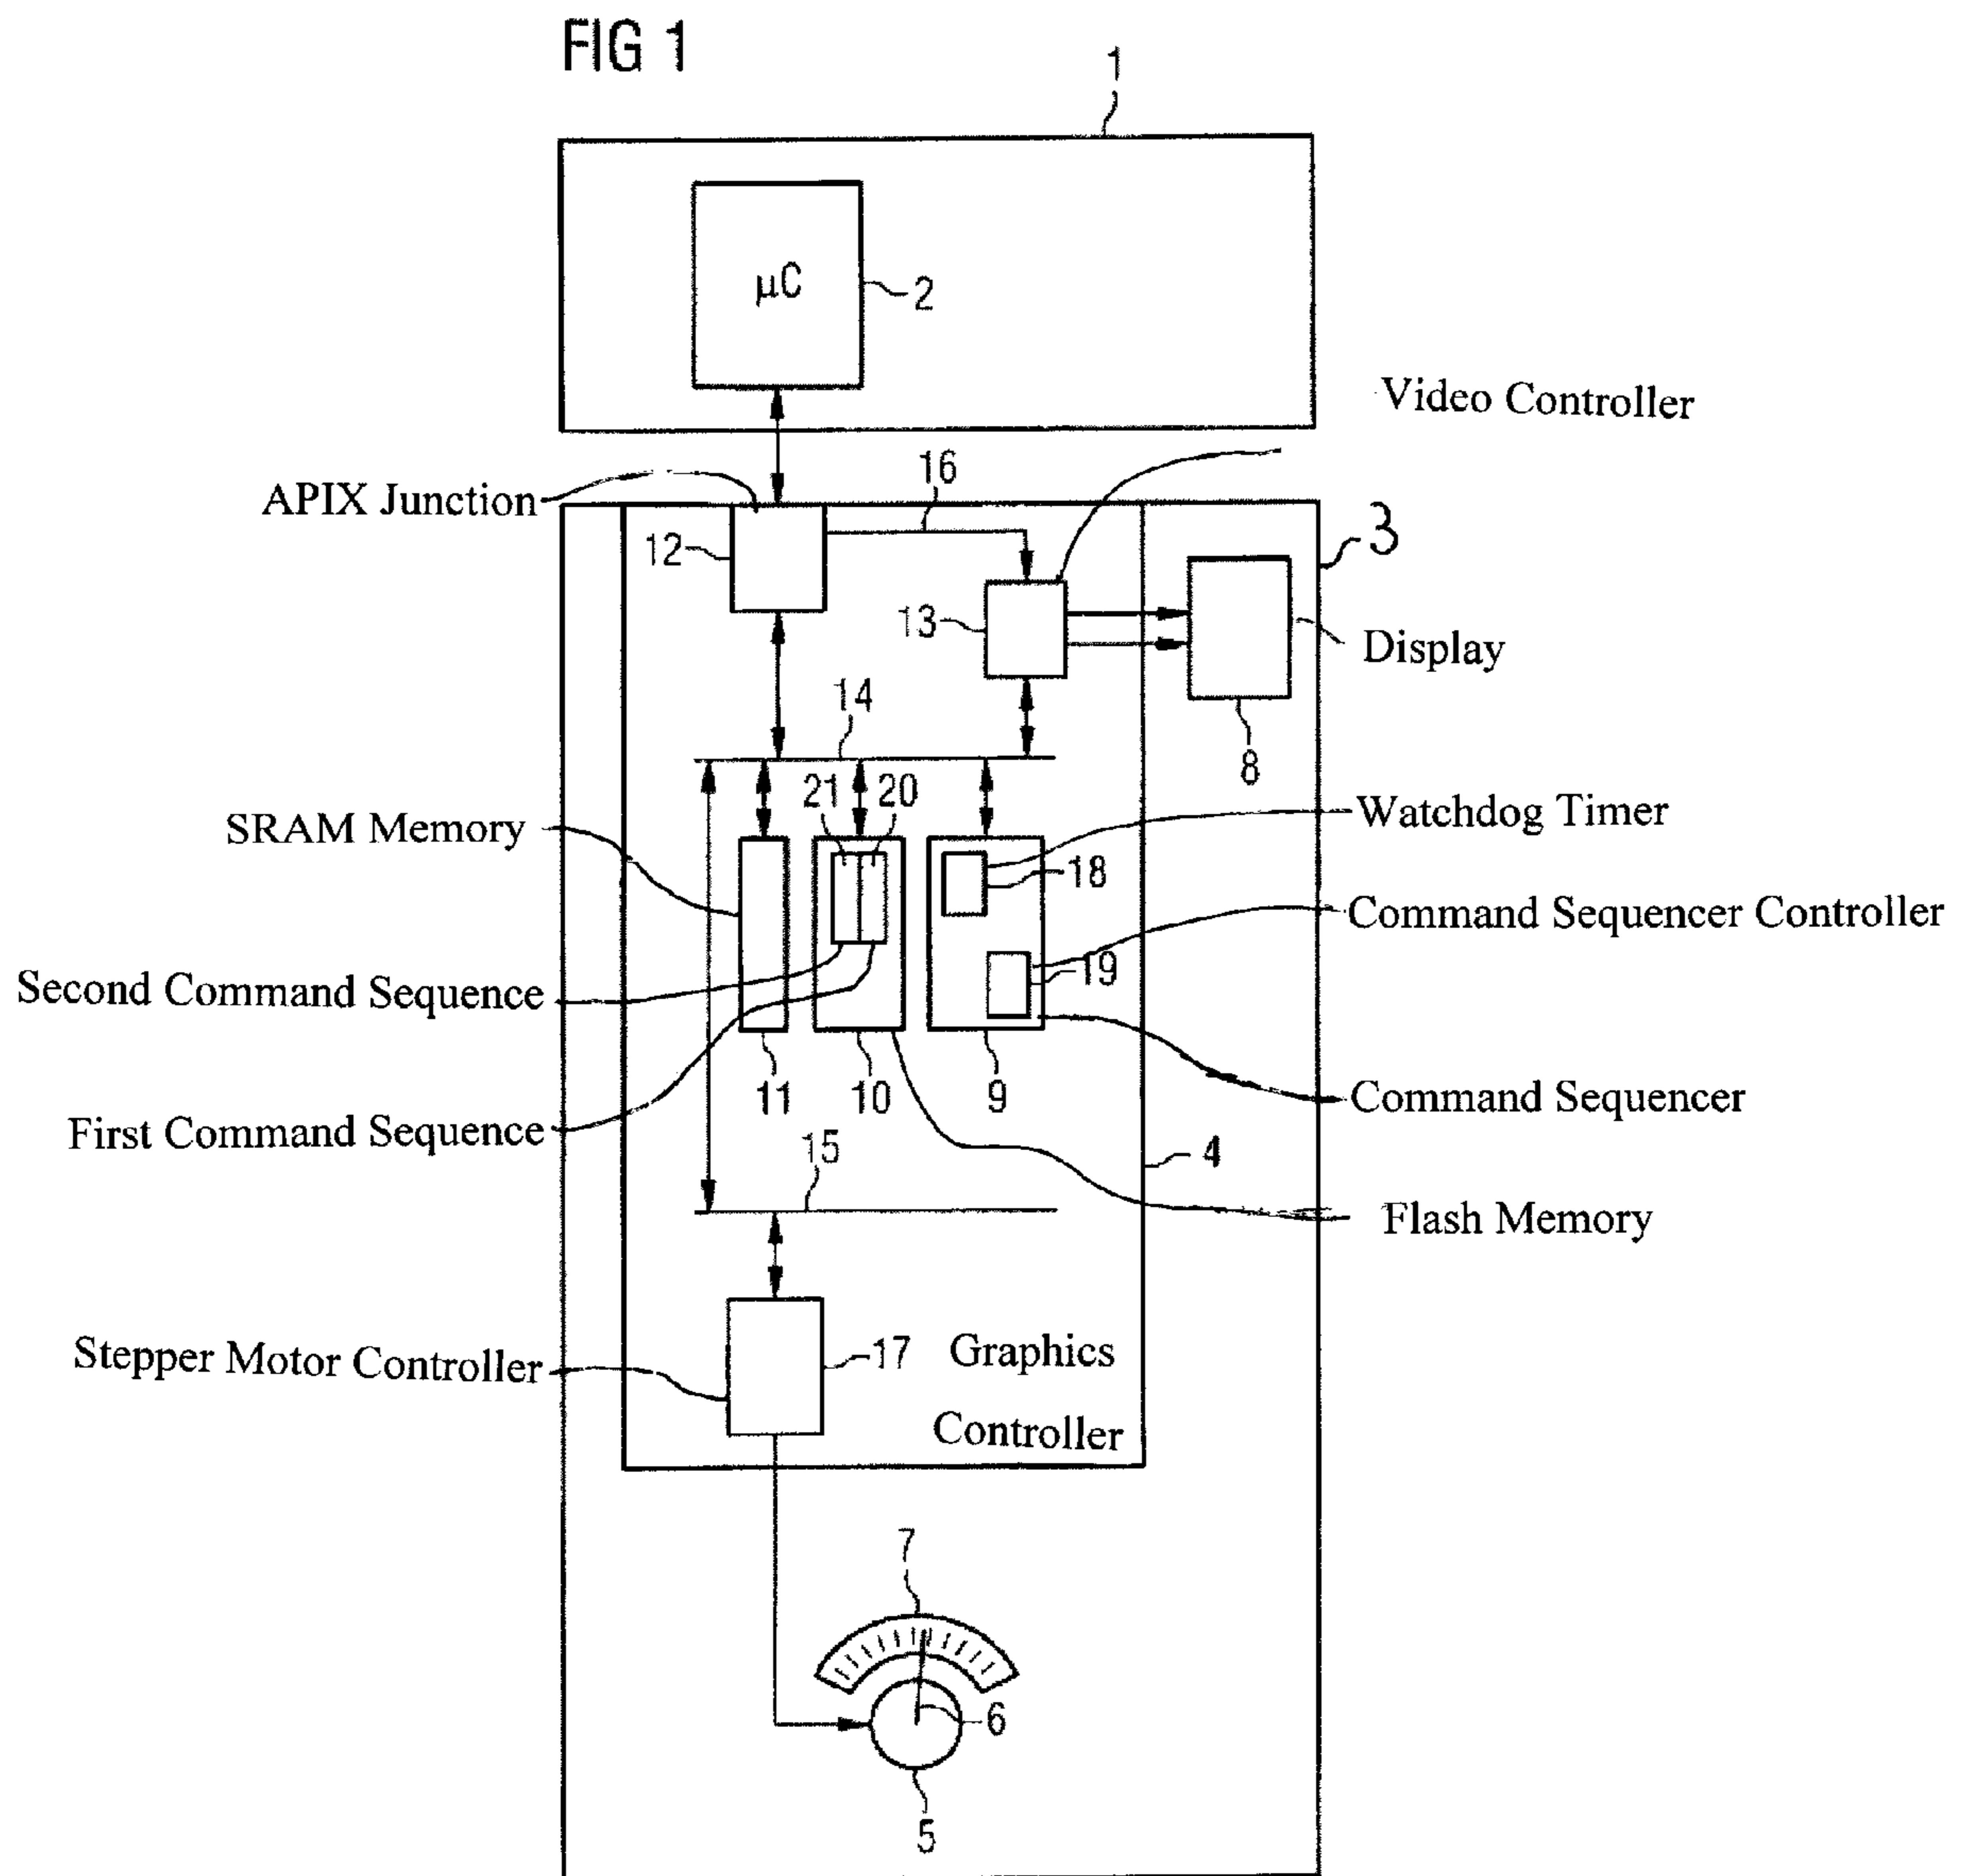 FIG 1
1
μC
2
Video Controller
APIX Junction
16
3
12
13
Display
14
8
21 20
Watchdog Timer
SRAM Memory
18
Command Sequencer Controller
19
Second Command Sequence
11 10 9
Command Sequencer
First Command Sequence
15
4
Flash Memory
Stepper Motor Controller
17
Graphics
Controller
7
6
5